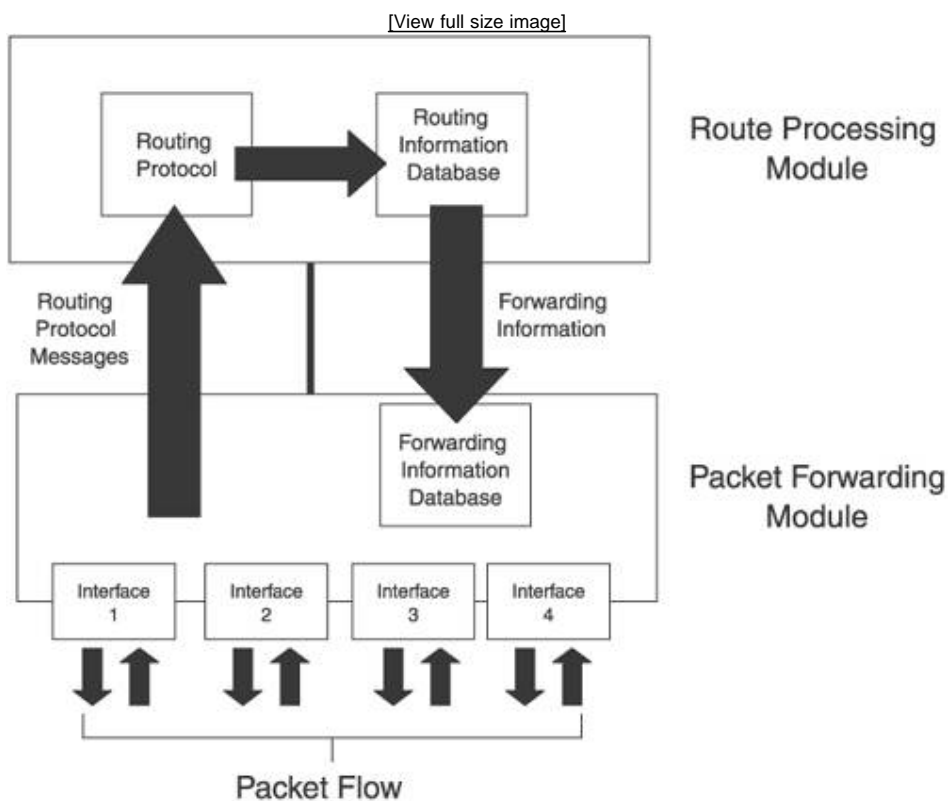 [View full size image]
Routing
Protocol
Routing
Information
Database
Route Processing
Module
Routing
Protocol
Messages
Forwarding
Information
Forwarding
Information
Database
Packet Forwarding
Module
Interface
1
Interface
2
Interface
3
Interface
4
Packet Flow